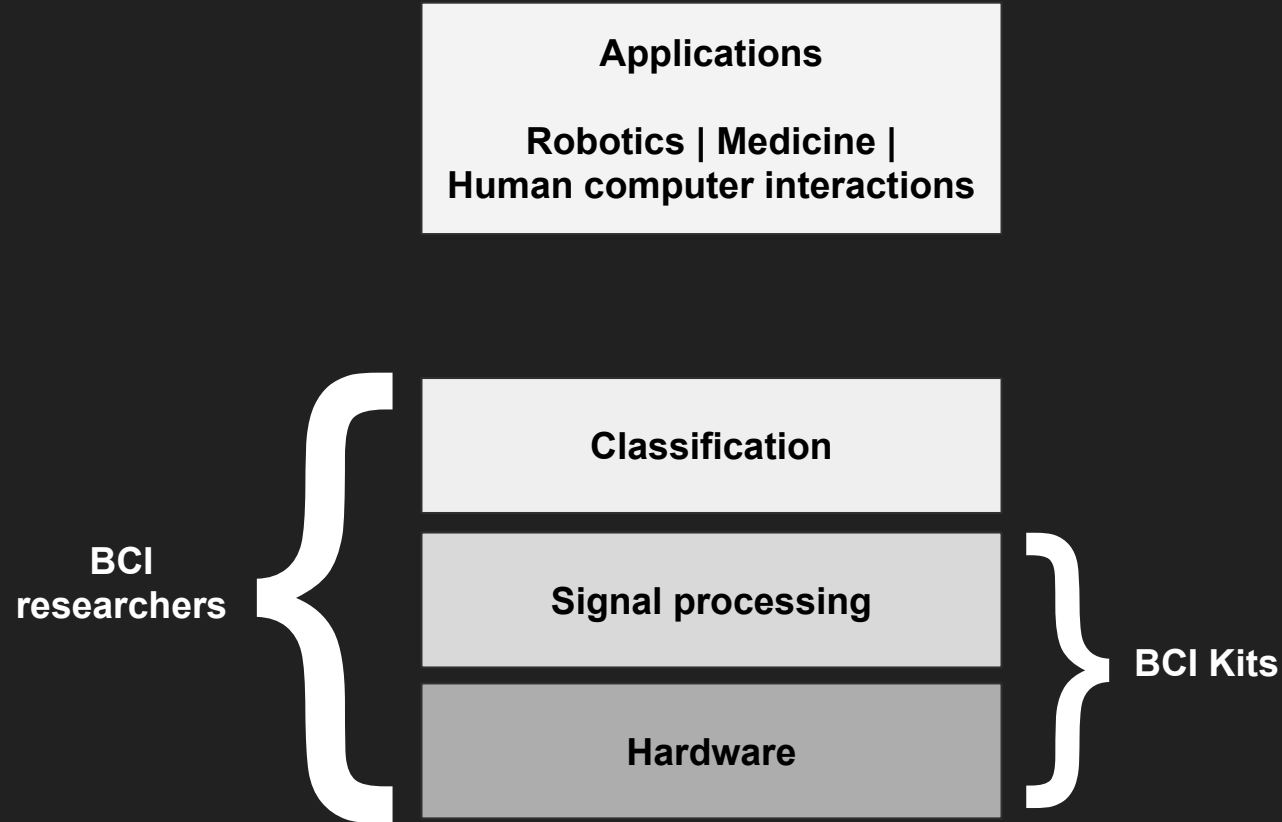 Applications
Robotics | Medicine |
Human computer interactions
Classification
BCI
researchers
Signal processing
BCI Kits
Hardware